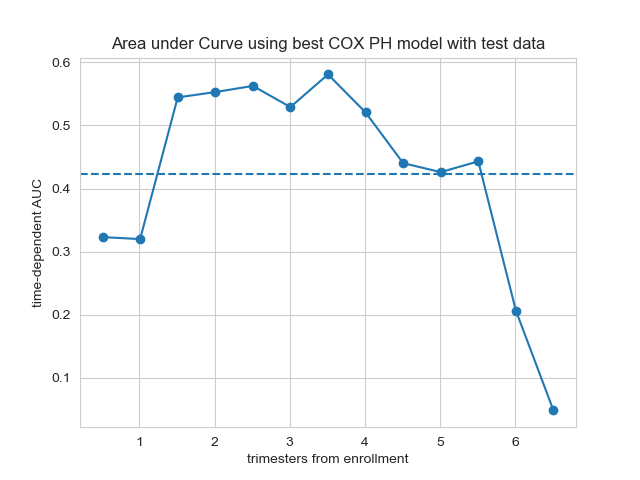 Area under Curve using best COX PH model with test data
time-dependent AUC
0.6
0.5
0.4
0.3
0.2
0.1
1 2 3 4 5 6
trimesters from enrollment